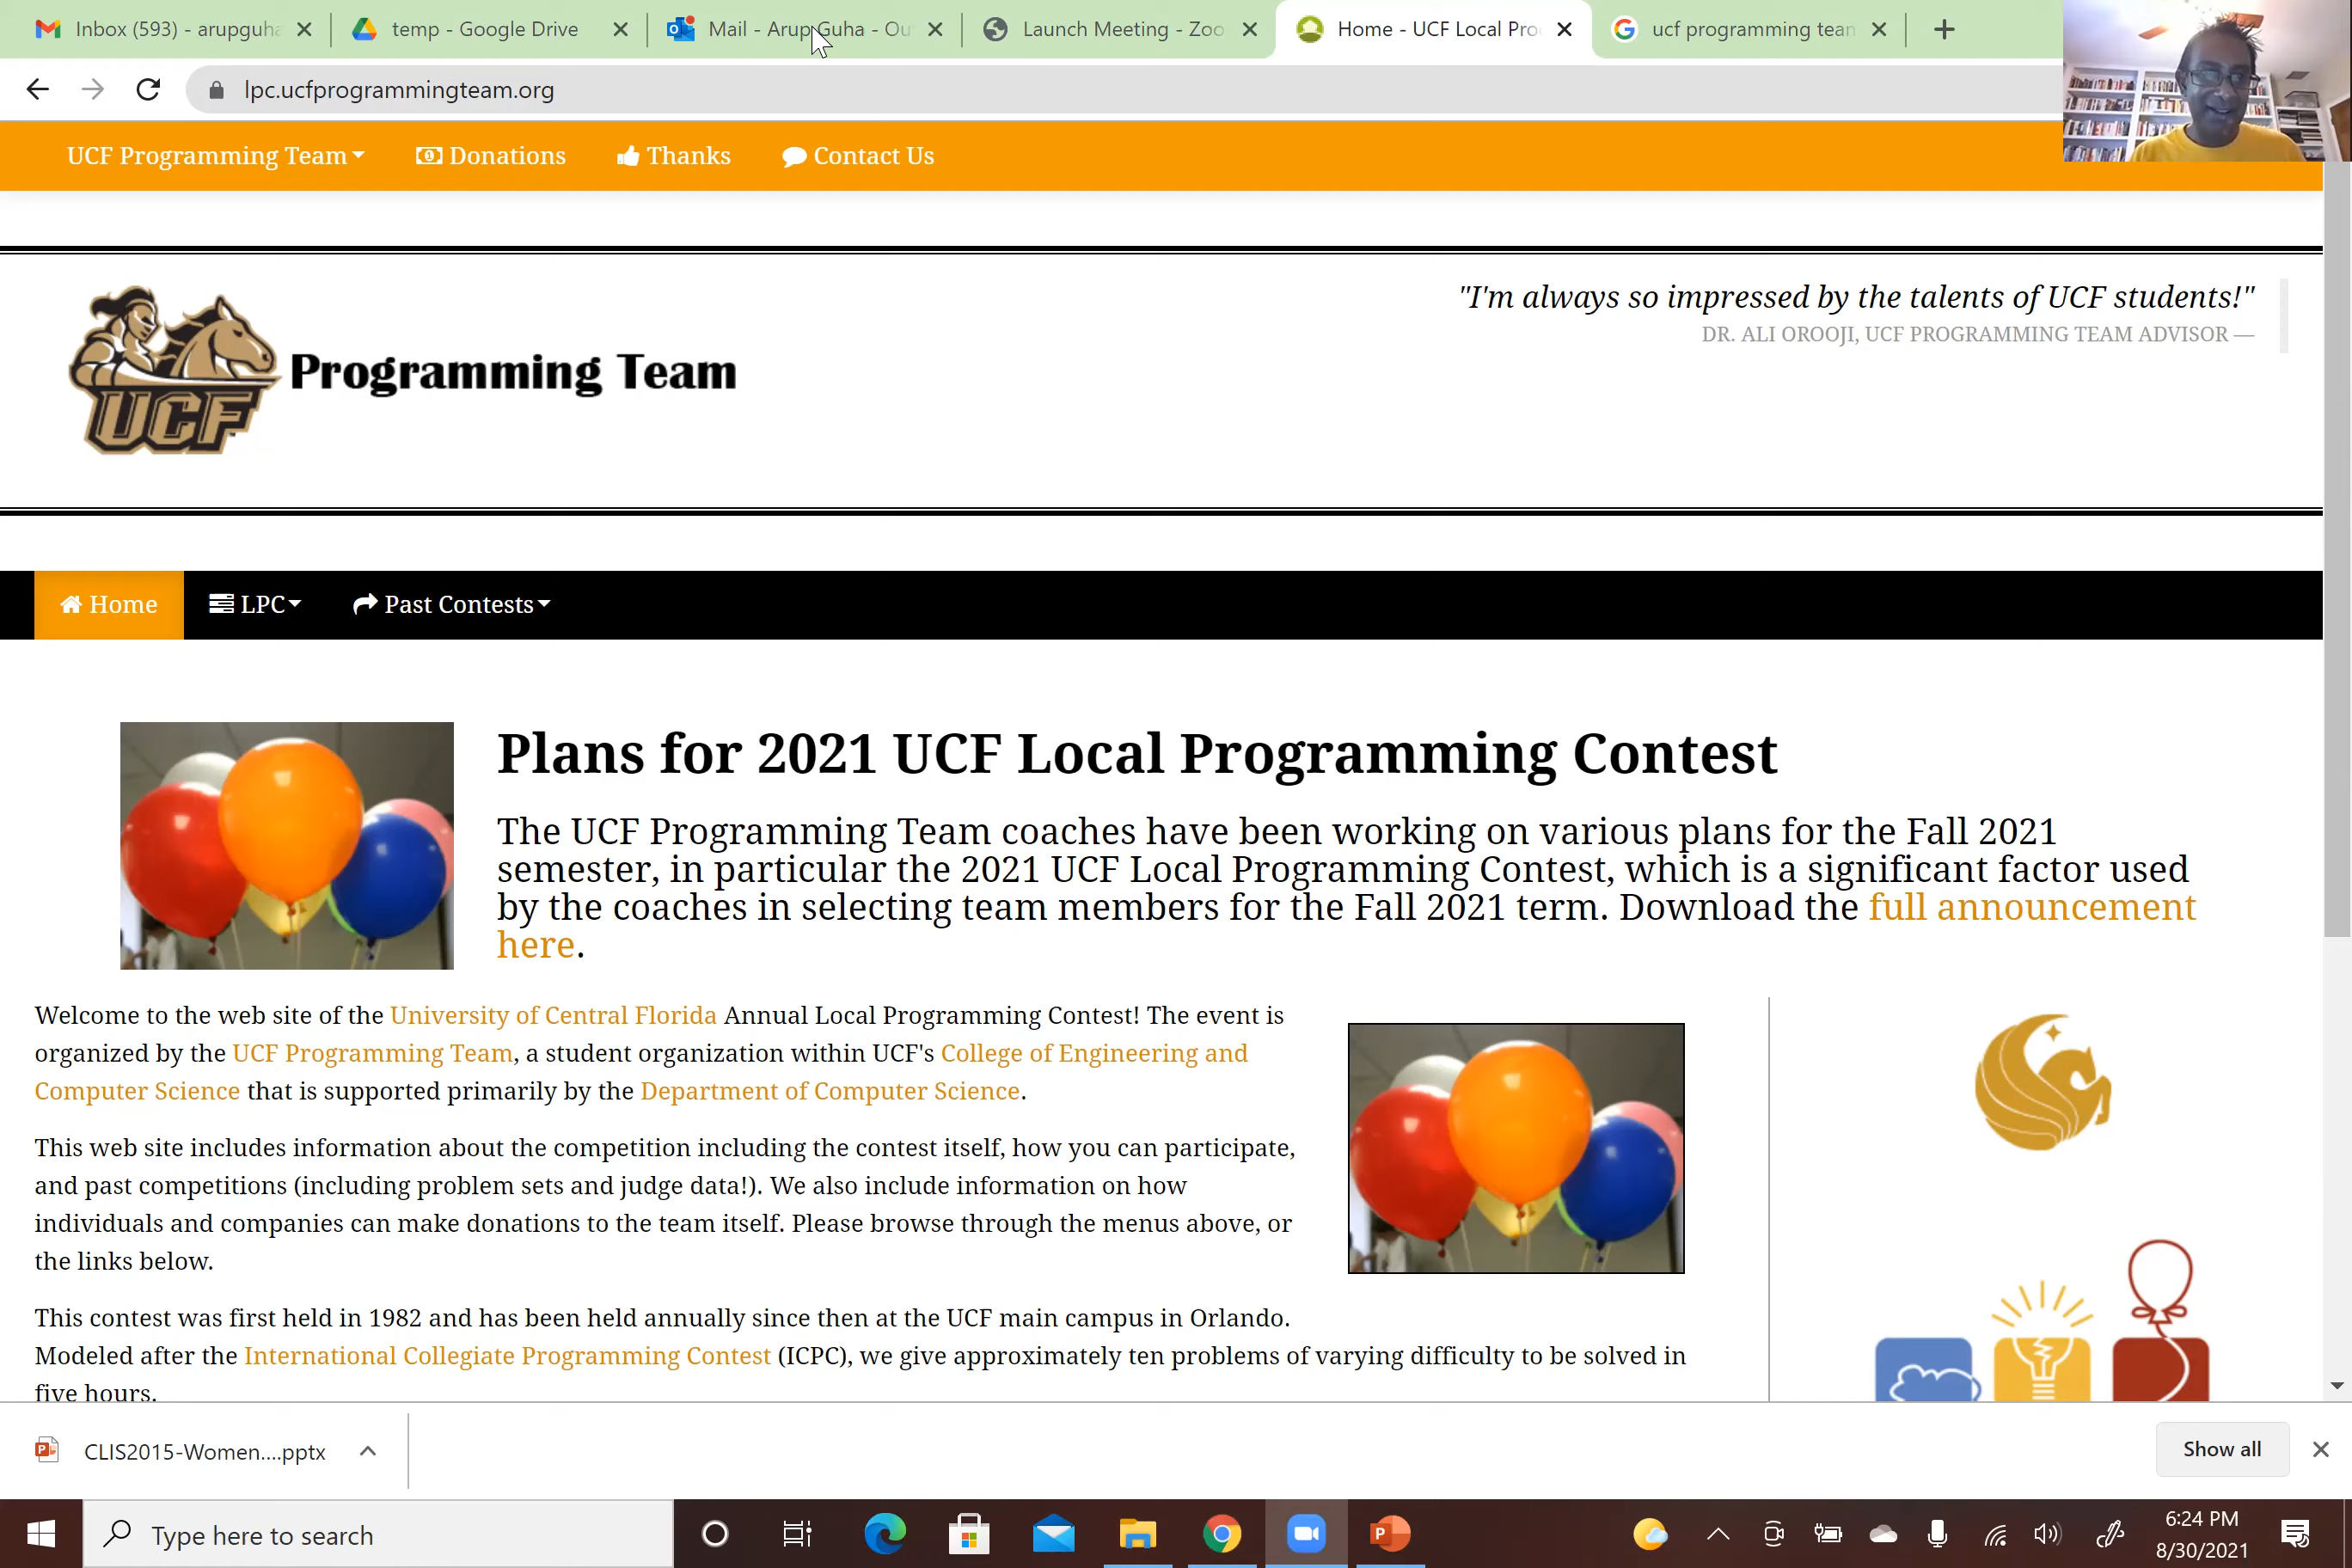 Inbox (593) - arupguha
temp - Google Drive
Mail - Arup Guha - Ou
Launch Meeting - Zoo
Home - UCF Local Pro
ucf programming team
lpc.ucfprogrammingteam.org
UCF Programming Team
Donations
Thanks
Contact Us
"I'm always so impressed by the talents of UCF students!"
DR. ALI OROOJI, UCF PROGRAMMING TEAM ADVISOR —
UCF
Programming Team
Home
LPC
Past Contests
Plans for 2021 UCF Local Programming Contest
The UCF Programming Team coaches have been working on various plans for the Fall 2021
semester, in particular the 2021 UCF Local Programming Contest, which is a significant factor used
by the coaches in selecting team members for the Fall 2021 term. Download the full announcement
here.
Welcome to the web site of the University of Central Florida Annual Local Programming Contest! The event is
organized by the UCF Programming Team, a student organization within UCF's College of Engineering and
Computer Science that is supported primarily by the Department of Computer Science.
This web site includes information about the competition including the contest itself, how you can participate,
and past competitions (including problem sets and judge data!). We also include information on how
individuals and companies can make donations to the team itself. Please browse through the menus above, or
the links below.
This contest was first held in 1982 and has been held annually since then at the UCF main campus in Orlando.
Modeled after the International Collegiate Programming Contest (ICPC), we give approximately ten problems of varying difficulty to be solved in
five hours.
CLIS2015-Women....pptx
Show all
Type here to search
6:24 PM
8/30/2021